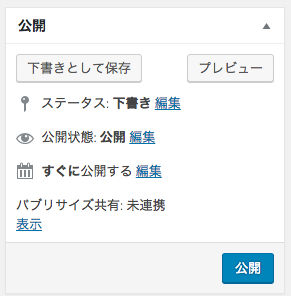 公開
下書きとして保存 プレビュー
ステータス: 下書き 編集
公開状態: 公開 編集
すぐに公開する 編集
パブリサイズ共有: 未連携
表示
公開